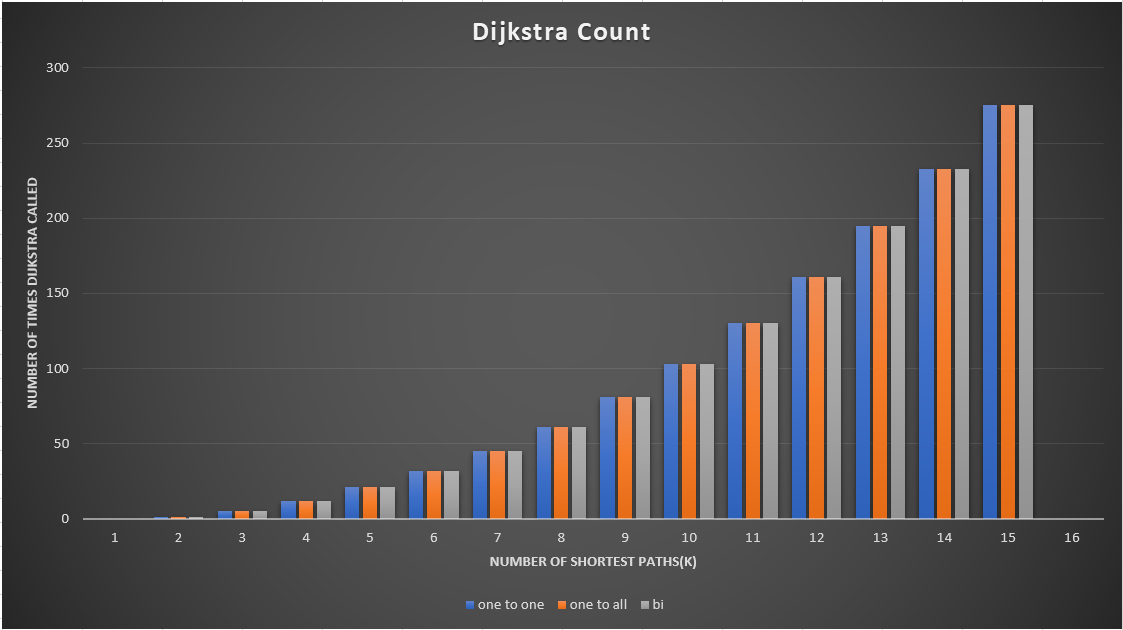 Dijkstra Count
300
250
200
150
100
50
0
NUMBER OF TIMES DIJKSTRA CALLED
1 2 3 4 5 6 7 8 9 10 11 12 13 14 15 16
NUMBER OF SHORTEST PATHS(K)
one to one one to all bi